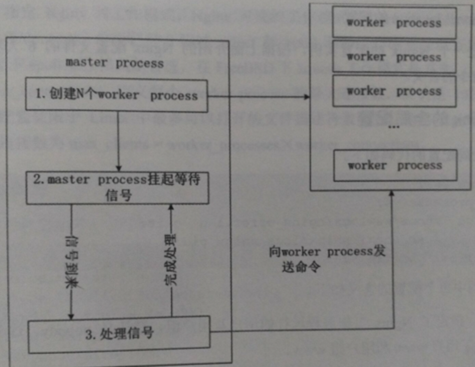 master process
1.创建N个worker process
2.master process挂起等待
信号
信号到来
完成处理
3.处理信号
worker process
worker process
worker process
...
worker process
向worker process发
送命令